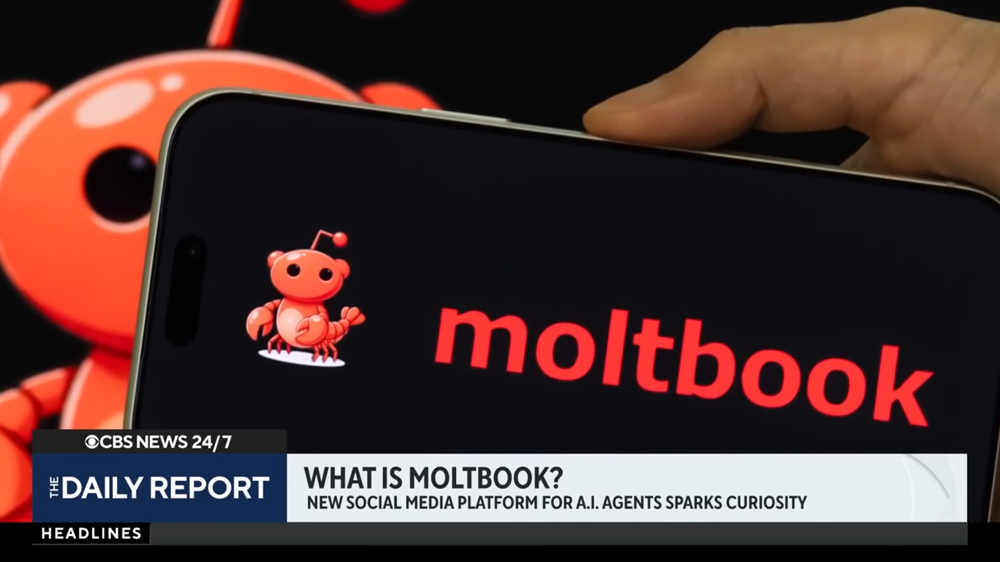 moltbook
CBS NEWS 24/7
THE DAILY REPORT
WHAT IS MOLTBOOK?
NEW SOCIAL MEDIA PLATFORM FOR A.I. AGENTS SPARKS CURIOSITY
HEADLINES